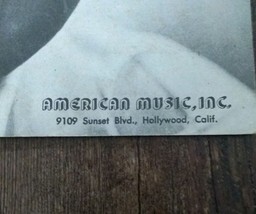 AMERICAN MUSIC, INC.
9109 Sunset Blvd., Hollywood, Calif.